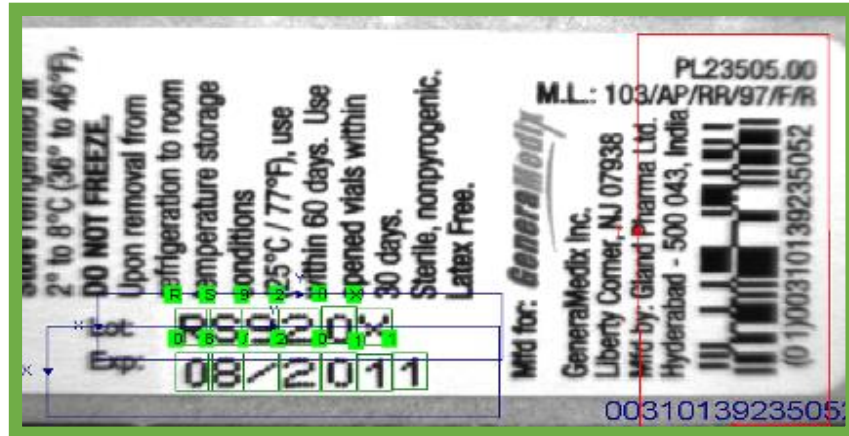 refrigerated at
2° to 8°C (36° to 46°F).
DO NOT FREEZE.
Upon removal from
refrigeration to room
temperature storage
conditions
25°C / 77°F), use
within 60 days. Use
opened vials within
30 days.
Sterile, nonpyrogenic.
Latex Free.
Lot:
Exp: 08/2011
Mfd for: GeneraMedix
GeneraMedix Inc.
Liberty Corner, NJ 07938
Mfd by: Gland Pharma Ltd.
Hyderabad - 500 043, India
PL23505.00
M.L.: 103/AP/RR/97/F/R
(01)00310139235052
0031013923505